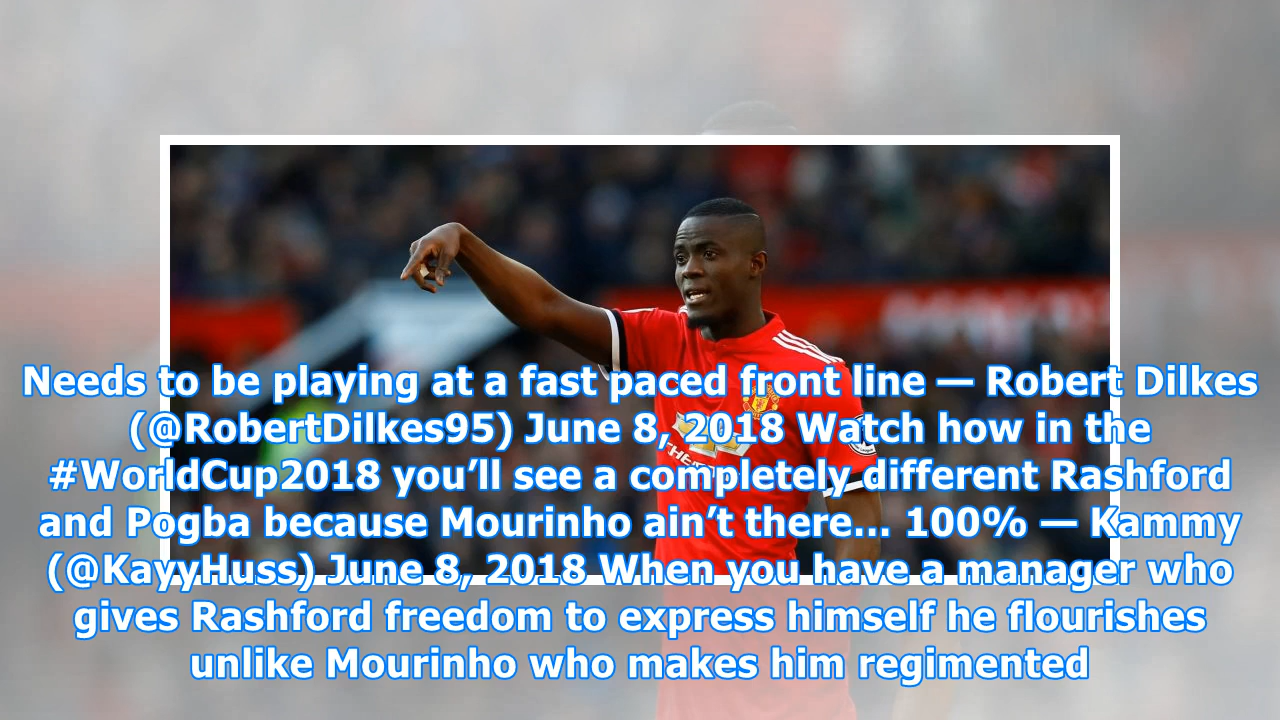 Needs to be playing at a fast paced front line — Robert Dilkes
(@RobertDilkes95) June 8, 2018 Watch how in the
#WorldCup2018 you’ll see a completely different Rashford
and Pogba because Mourinho ain’t there… 100% — Kammy
(@KayyHuss) June 8, 2018 When you have a manager who
gives Rashford freedom to express himself he flourishes
unlike Mourinho who makes him regimented